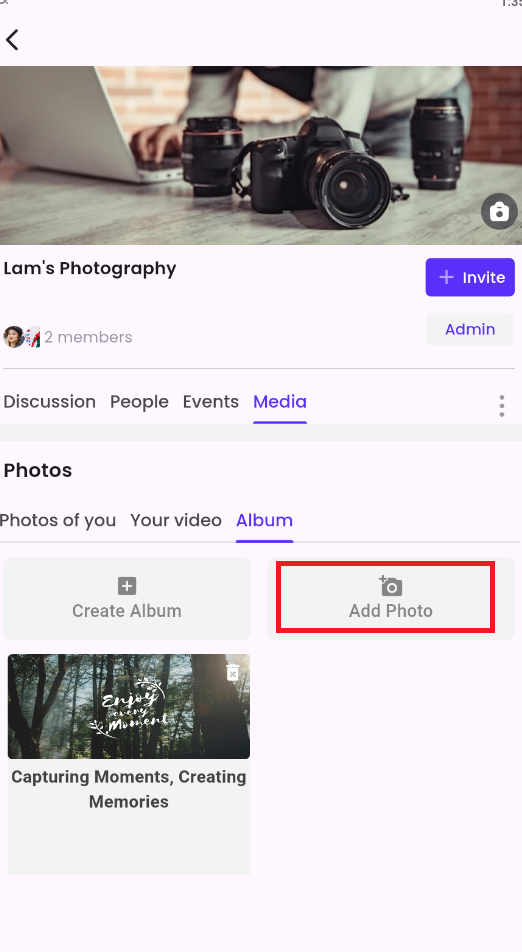 Lam's Photography
+ Invite
2 members
Admin
Discussion People Events Media
Photos
Photos of you Your video Album
Create Album
Add Photo
Enjoy
every
Moment
Capturing Moments, Creating
Memories